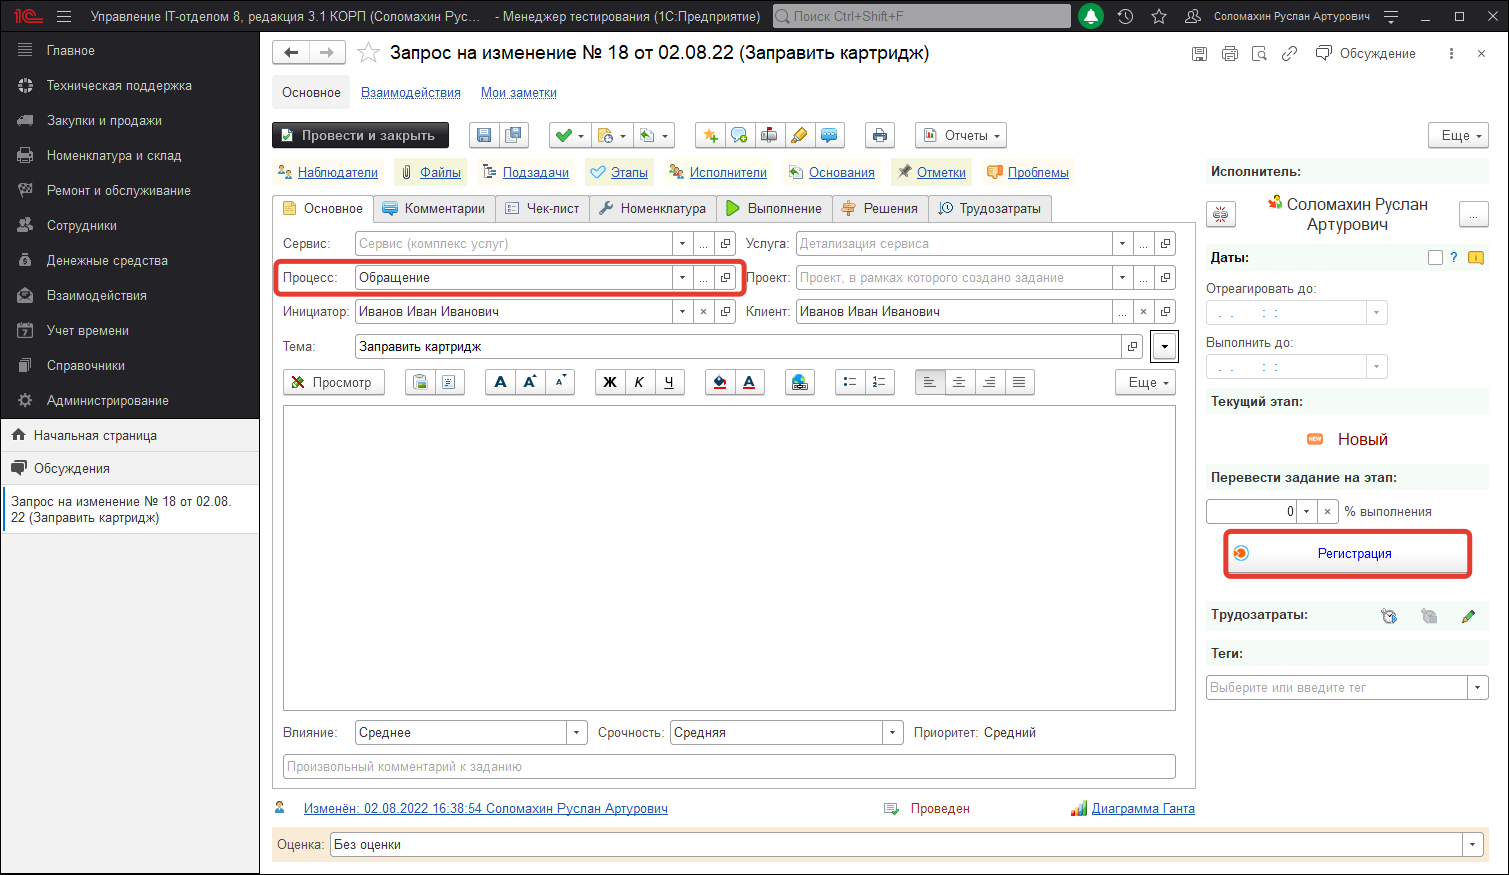 1С
Управление IT-отделом 8, редакция 3.1 КОРП (Соломахин Рус... - Менеджер тестирования (1С:Предприятие)
Поиск Ctrl+Shift+F
Соломахин Руслан Артурович
Главное
Техническая поддержка
Закупки и продажи
Номенклатура и склад
Ремонт и обслуживание
Сотрудники
Денежные средства
Взаимодействия
Учет времени
Справочники
Администрирование
Начальная страница
Обсуждения
Запрос на изменение № 18 от 02.08.
22 (Заправить картридж)
Запрос на изменение № 18 от 02.08.22 (Заправить картридж)
Обсуждение
Основное Взаимодействия Мои заметки
Провести и закрыть
Отчеты
Еще
Наблюдатели Файлы Подзадачи Этапы Исполнители Основания Отметки Проблемы
Основное Комментарии Чек-лист Номенклатура Выполнение Решения Трудозатраты
Сервис: Сервис (комплекс услуг) ... Услуга: Детализация сервиса ...
Процесс: Обращение ... Проект: Проект, в рамках которого создано задание ...
Инициатор: Иванов Иван Иванович × Клиент: Иванов Иван Иванович ... ×
Тема: Заправить картридж
Просмотр A A A Ж К Ч A Еще
Влияние: Среднее Срочность: Средняя Приоритет: Средний
Произвольный комментарий к заданию
Изменён: 02.08.2022 16:38:54 Соломахин Руслан Артурович Проведен Диаграмма Ганта
Оценка: Без оценки
Исполнитель:
Соломахин Руслан
Артурович
...
Даты: ?
Отреагировать до:
. . : :
Выполнить до:
. . : :
Текущий этап:
NEW Новый
Перевести задание на этап:
0 × % выполнения
Регистрация
Трудозатраты:
Теги:
Выберите или введите тег